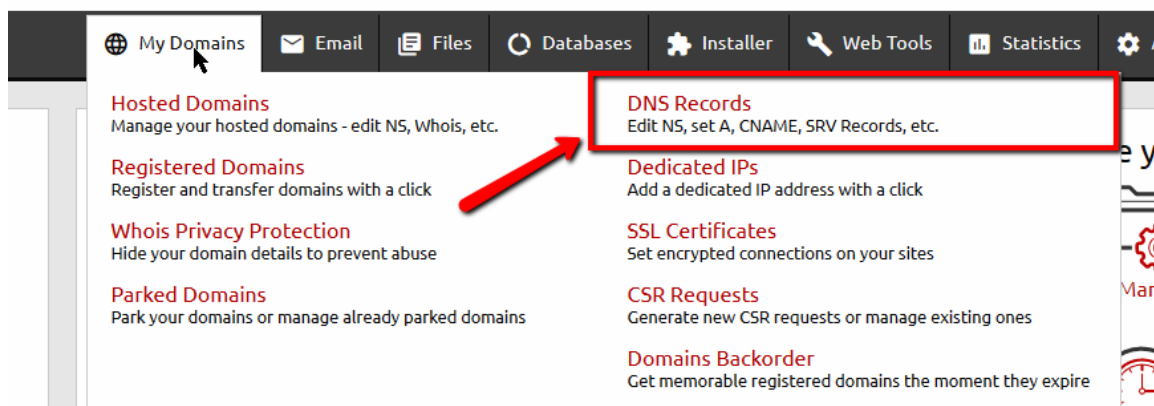 My Domains
Email
Files
Databases
Installer
Web Tools
Statistics
Hosted Domains
Manage your hosted domains - edit NS, Whois, etc.
Registered Domains
Register and transfer domains with a click
Whois Privacy Protection
Hide your domain details to prevent abuse
Parked Domains
Park your domains or manage already parked domains
DNS Records
Edit NS, set A, CNAME, SRV Records, etc.
Dedicated IPs
Add a dedicated IP address with a click
SSL Certificates
Set encrypted connections on your sites
CSR Requests
Generate new CSR requests or manage existing ones
Domains Backorder
Get memorable registered domains the moment they expire